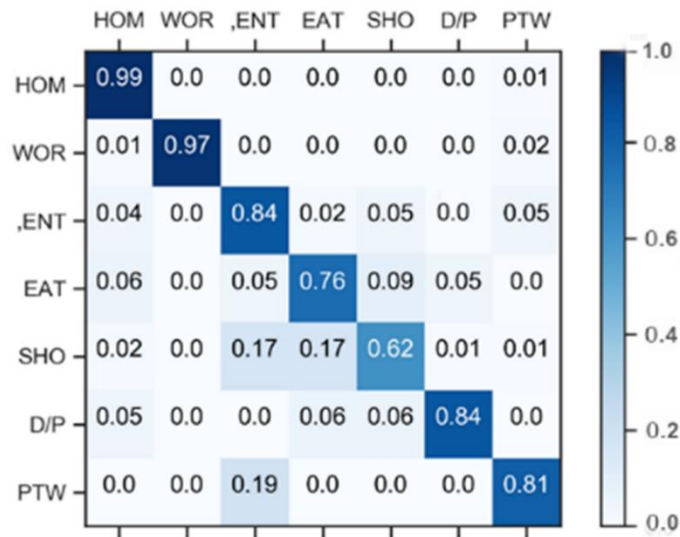 HOM WOR ,ENT EAT SHO D/P PTW
HOM 0.99 0.0 0.0 0.0 0.0 0.0 0.01
WOR 0.01 0.97 0.0 0.0 0.0 0.0 0.02
,ENT 0.04 0.0 0.84 0.02 0.05 0.0 0.05
EAT 0.06 0.0 0.05 0.76 0.09 0.05 0.0
SHO 0.02 0.0 0.17 0.17 0.62 0.01 0.01
D/P 0.05 0.0 0.0 0.06 0.06 0.84 0.0
PTW 0.0 0.0 0.19 0.0 0.0 0.0 0.81
1.0
0.8
0.6
0.4
0.2
0.0